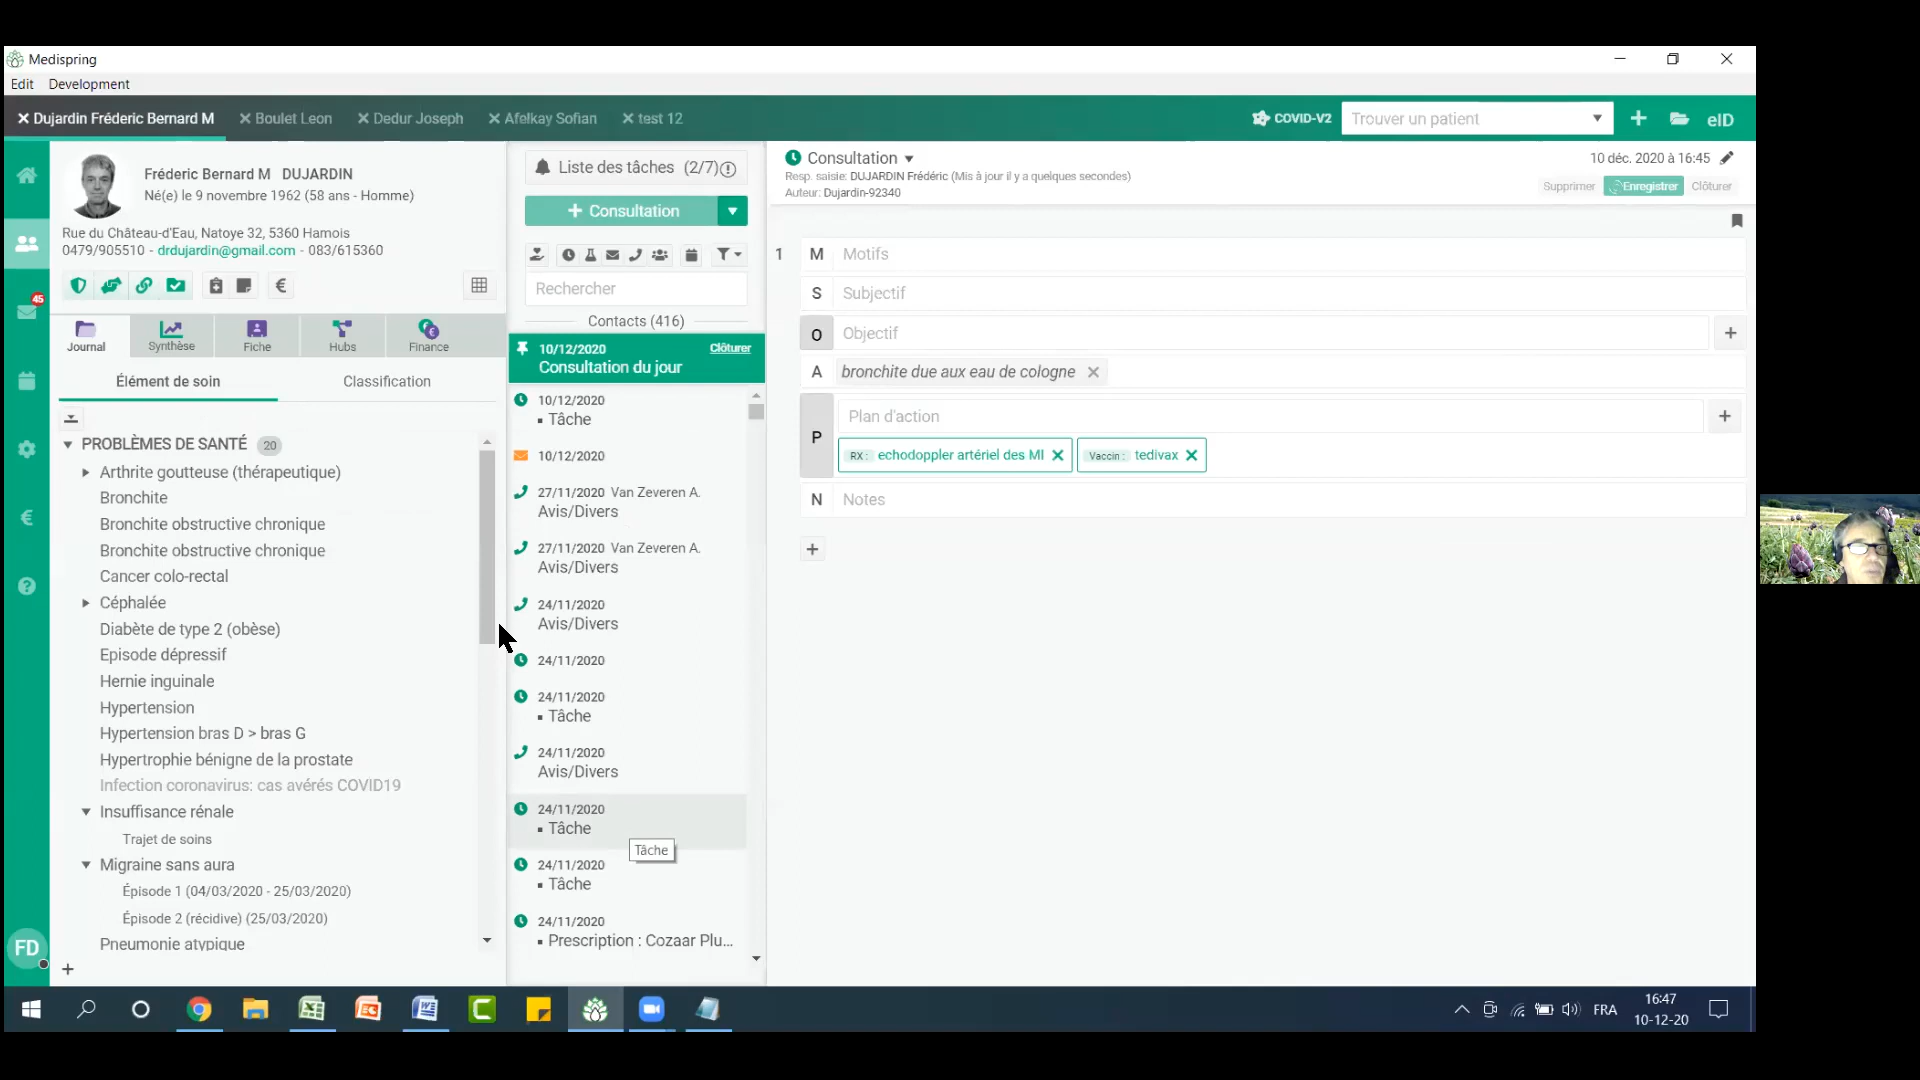 Medispring
Edit Development
Dujardin Fréderic Bernard M Boulet Leon Dedur Joseph Afelkay Sofian test 12 COVID-V2 Trouver un patient eID
Fréderic Bernard M DUJARDIN
Né(e) le 9 novembre 1962 (58 ans - Homme)
Rue du Château-d'Eau, Natoye 32, 5360 Hamois
0479/905510 - drdujardin@gmail.com - 083/615360
45
€
Journal Synthèse Fiche Hubs Finance
Élément de soin Classification
PROBLÈMES DE SANTÉ 20
Arthrite goutteuse (thérapeutique)
Bronchite
Bronchite obstructive chronique
Bronchite obstructive chronique
Cancer colo-rectal
Céphalée
Diabète de type 2 (obèse)
Episode dépressif
Hernie inguinale
Hypertension
Hypertension bras D > bras G
Hypertrophie bénigne de la prostate
Infection coronavirus: cas avérés COVID19
Insuffisance rénale
Trajet de soins
Migraine sans aura
Épisode 1 (04/03/2020 - 25/03/2020)
Épisode 2 (récidive) (25/03/2020)
Pneumonie atypique
€
FD
Liste des tâches (2/7)
+ Consultation
Rechercher
Contacts (416)
10/12/2020 Clôturer
Consultation du jour
10/12/2020
▪ Tâche
10/12/2020
27/11/2020 Van Zeveren A.
Avis/Divers
27/11/2020 Van Zeveren A.
Avis/Divers
24/11/2020
Avis/Divers
24/11/2020
24/11/2020
▪ Tâche
24/11/2020
Avis/Divers
24/11/2020
▪ Tâche
Tâche
24/11/2020
▪ Tâche
24/11/2020
▪ Prescription : Cozaar Plu...
Consultation 10 déc. 2020 à 16:45
Resp. saisie: DUJARDIN Frédéric (Mis à jour il y a quelques secondes)
Auteur: Dujardin-92340
Supprimer Enregistrer Clôturer
1 M Motifs
S Subjectif
O Objectif
A bronchite due aux eau de cologne
P Plan d'action
RX : echodoppler artériel des MI Vaccin : tedivax
N Notes
FRA 16:47
10-12-20